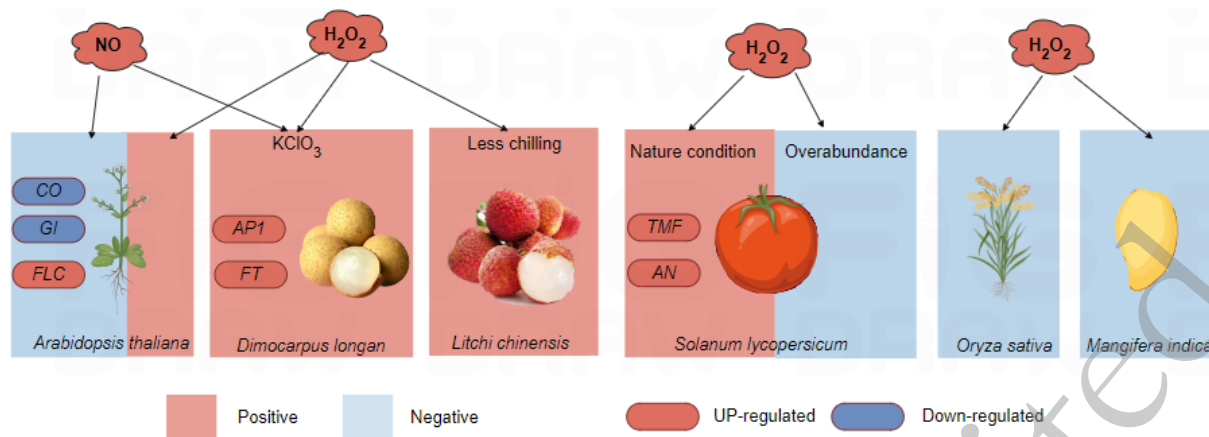 NO
H₂O₂
H₂O₂
H₂O₂
KClO₃
Less chilling
Nature condition
Overabundance
CO
GI
FLC
AP1
FT
TMF
AN
Arabidopsis thaliana
Dimocarpus longan
Litchi chinensis
Solanum lycopersicum
Oryza sativa
Mangifera indica
Positive
Negative
UP-regulated
Down-regulated